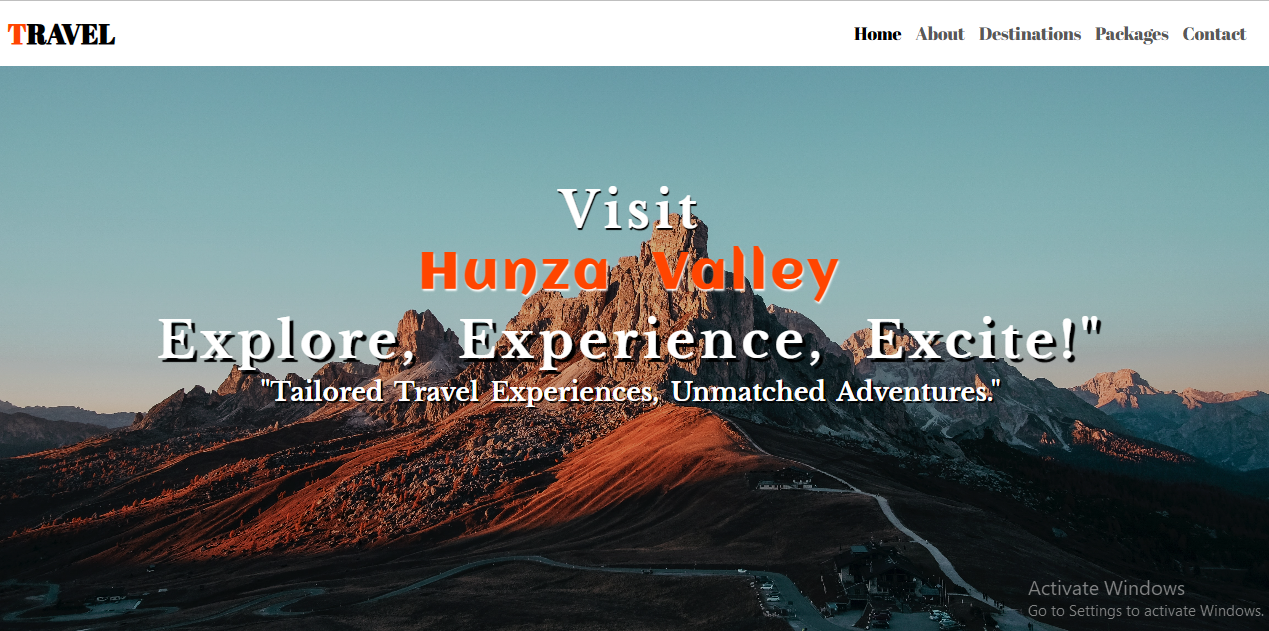 TRAVEL
Home About Destinations Packages Contact
Visit
Hunza Valley
Explore, Experience, Excite!"
"Tailored Travel Experiences, Unmatched Adventures."
Activate Windows
Go to Settings to activate Windows.